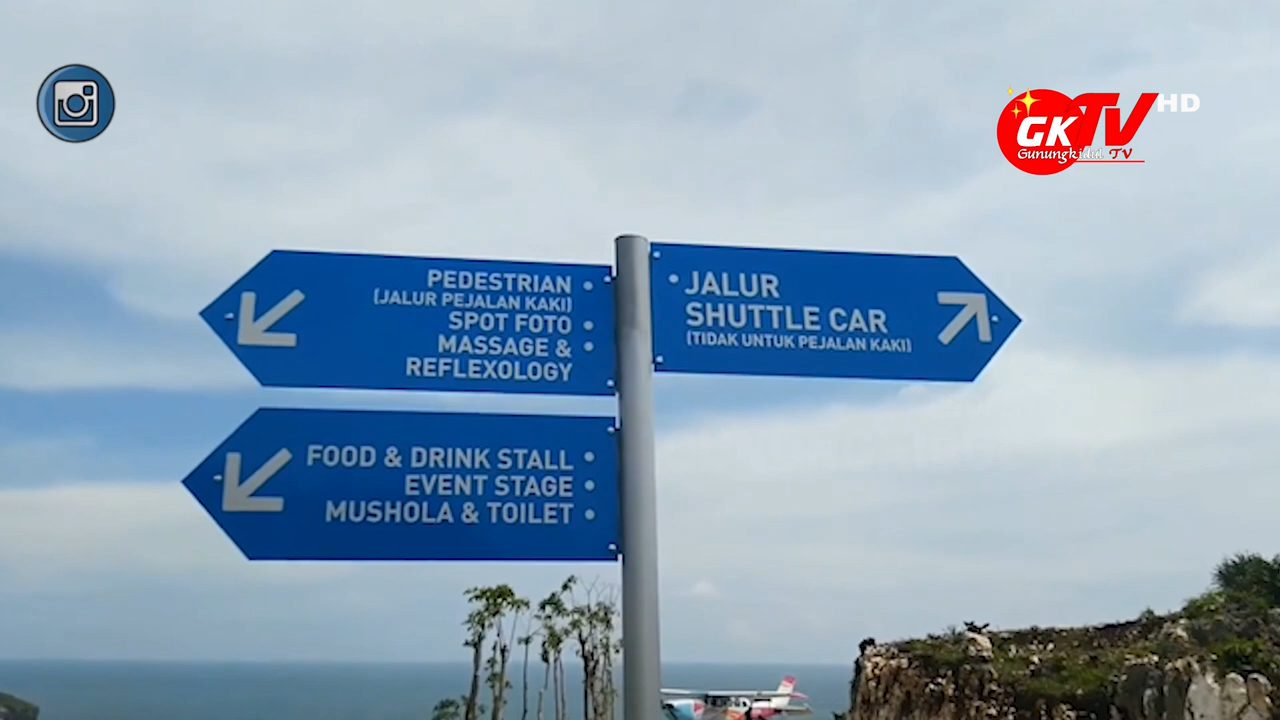 GKTV HD
Gunungkidul TV
PEDESTRIAN
(JALUR PEJALAN KAKI)
SPOT FOTO
MASSAGE &
REFLEXOLOGY
JALUR
SHUTTLE CAR
(TIDAK UNTUK PEJALAN KAKI)
FOOD & DRINK STALL
EVENT STAGE
MUSHOLA & TOILET